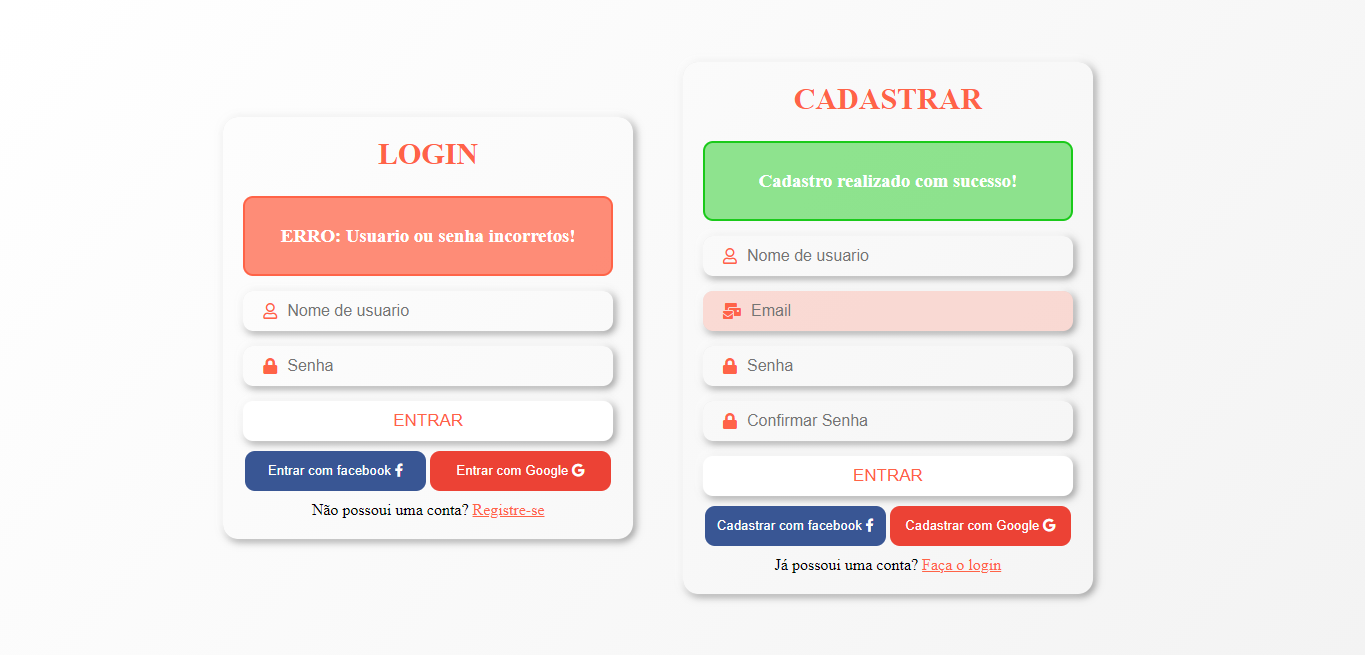 LOGIN
ERRO: Usuario ou senha incorretos!
Nome de usuario
Senha
ENTRAR
Entrar com facebook
Entrar com Google
Não possoui uma conta? Registre-se
CADASTRAR
Cadastro realizado com sucesso!
Nome de usuario
Email
Senha
Confirmar Senha
ENTRAR
Cadastrar com facebook
Cadastrar com Google
Já possoui uma conta? Faça o login